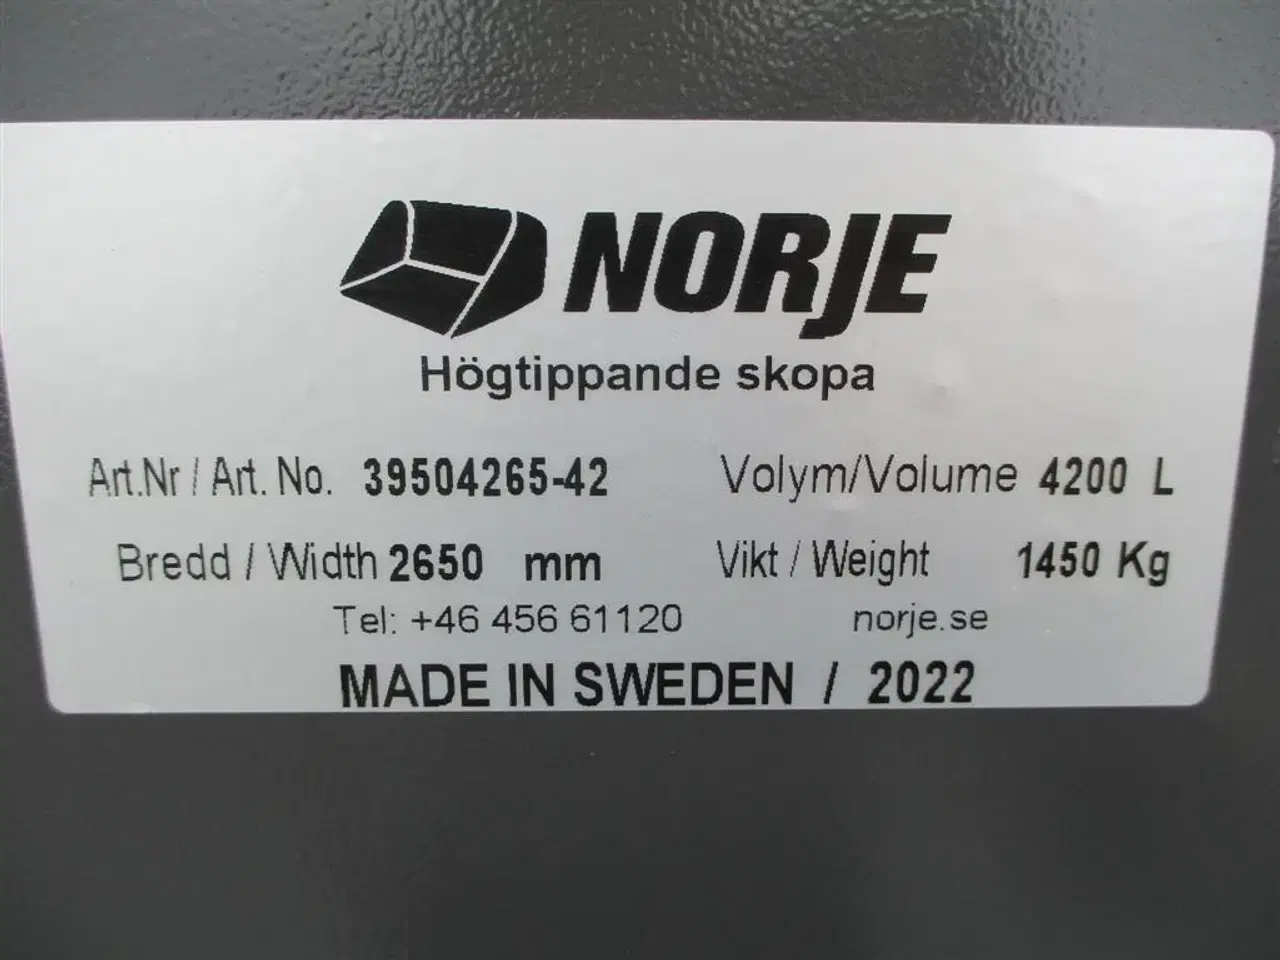 NORJE
Högtippande skopa
Art.Nr / Art. No. 39504265-42 Volym/Volume 4200 L
Bredd / Width 2650 mm Vikt / Weight 1450 Kg
Tel: +46 456 61120 norje.se
MADE IN SWEDEN / 2022